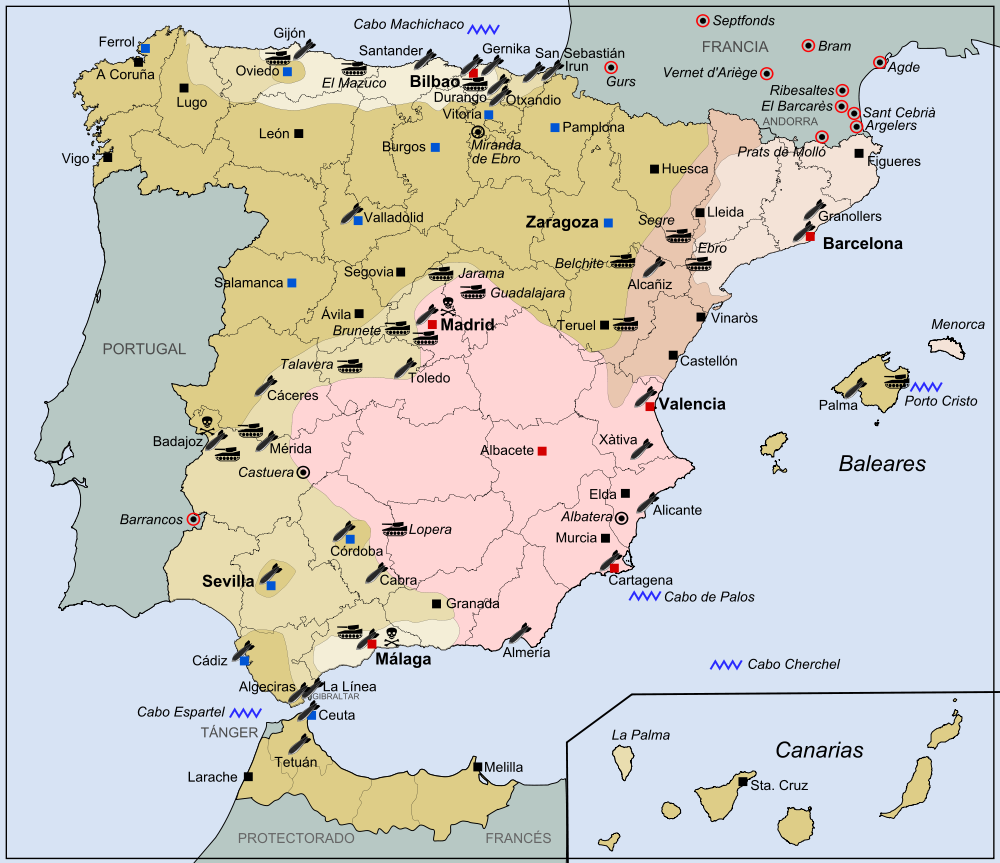 Septfonds
Cabo Machichaco
Ferrol
Gijón
Santander
Gernika
San Sebastián
FRANCIA
Bram
A Coruña
Oviedo
El Mazuco
Bilbao
Irun
Gurs
Vernet d'Ariège
Agde
Lugo
Durango
Otxandio
Ribesaltes
El Barcarès
Vitoria
Sant Cebrià
ANDORRA
Argelers
León
Pamplona
Burgos
Miranda
de Ebro
Prats de Molló
Vigo
Figueres
Huesca
Valladolid
Zaragoza
Segre
Lleida
Granollers
Barcelona
Ebro
Belchite
Segovia
Jarama
Salamanca
Alcañiz
Guadalajara
Ávila
Brunete
Madrid
Teruel
Vinaròs
Menorca
PORTUGAL
Talavera
Toledo
Castellón
Cáceres
Valencia
Palma
Porto Cristo
Badajoz
Mérida
Albacete
Xàtiva
Castuera
Baleares
Elda
Alicante
Barrancos
Albatera
Lopera
Murcia
Córdoba
Sevilla
Cabra
Cartagena
Cabo de Palos
Granada
Cádiz
Málaga
Almería
Cabo Cherchel
Algeciras
La Línea
GIBRALTAR
Cabo Espartel
Ceuta
TÁNGER
La Palma
Canarias
Tetuán
Larache
Melilla
Sta. Cruz
PROTECTORADO
FRANCÉS